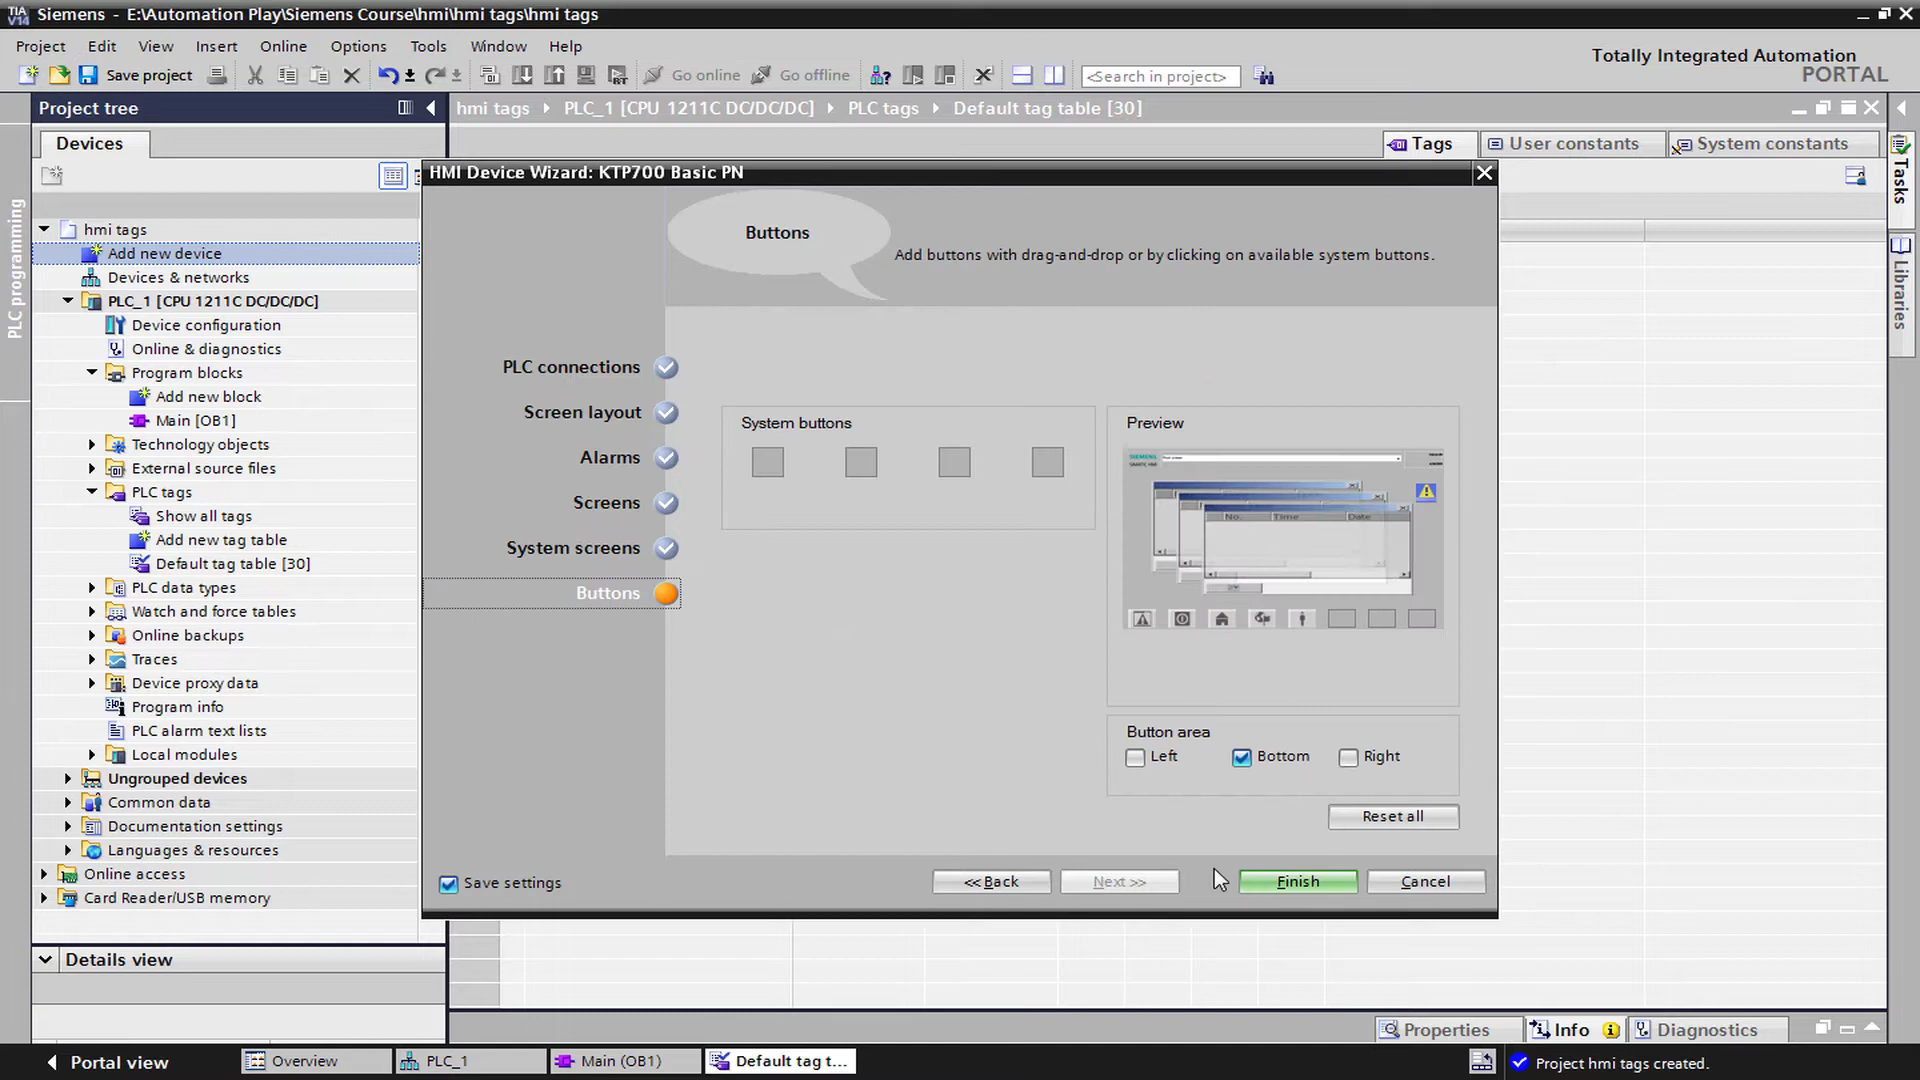 TIA V14 Siemens - E:\Automation Play\Siemens Course\hmi\hmi tags\hmi tags
Project Edit View Insert Online Options Tools Window Help
Totally Integrated Automation
PORTAL
Save project Go online Go offline <Search in project>
Project tree
hmi tags PLC_1 [CPU 1211C DC/DC/DC] PLC tags Default tag table [30]
Devices
Tags User constants System constants
PLC programming
Tasks
Libraries
hmi tags
Add new device
Devices & networks
PLC_1 [CPU 1211C DC/DC/DC]
Device configuration
Online & diagnostics
Program blocks
Add new block
Main [OB1]
Technology objects
External source files
PLC tags
Show all tags
Add new tag table
Default tag table [30]
PLC data types
Watch and force tables
Online backups
Traces
Device proxy data
Program info
PLC alarm text lists
Local modules
Ungrouped devices
Common data
Documentation settings
Languages & resources
Online access
Card Reader/USB memory
Details view
HMI Device Wizard: KTP700 Basic PN
Buttons
Add buttons with drag-and-drop or by clicking on available system buttons.
PLC connections
Screen layout
Alarms
Screens
System screens
Buttons
System buttons
Preview
SIEMENS
SIMATIC HMI
No. Time Date
Button area
Left Bottom Right
Reset all
Save settings
<<Back Next >> Finish Cancel
Properties Info Diagnostics
Portal view Overview PLC_1 Main (OB1) Default tag t...
Project hmi tags created.